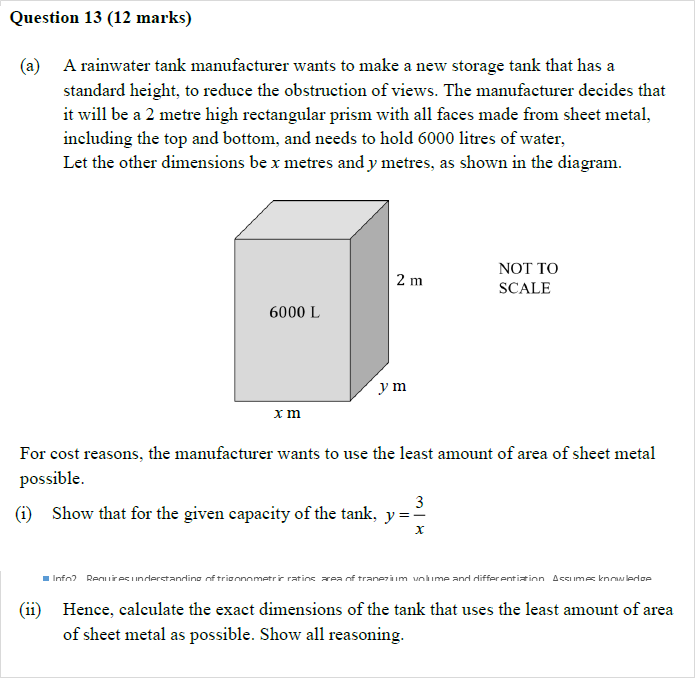 Question 13 (12 marks)
(a) A rainwater tank manufacturer wants to make a new storage tank that has a
standard height, to reduce the obstruction of views. The manufacturer decides that
it will be a 2 metre high rectangular prism with all faces made from sheet metal,
including the top and bottom, and needs to hold 6000 litres of water,
Let the other dimensions be x metres and y metres, as shown in the diagram.
NOT TO
SCALE
2 m
6000 L
y m
x m
For cost reasons, the manufacturer wants to use the least amount of area of sheet metal
possible.
(i) Show that for the given capacity of the tank, y = 3/x
Info? Requires understanding of trigonometric ratios, area of trapezium, volume and differentiation. Assumes knowledge
(ii) Hence, calculate the exact dimensions of the tank that uses the least amount of area
of sheet metal as possible. Show all reasoning.